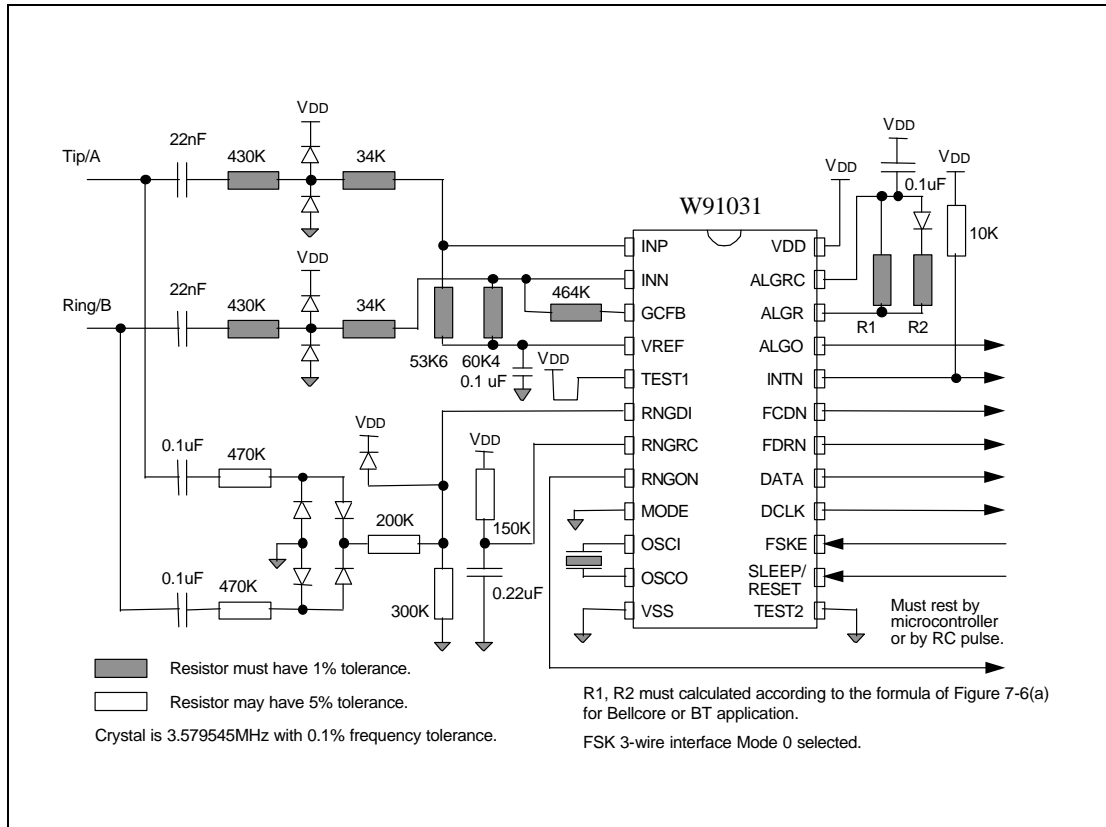 VDD
22nF
430K
34K
Tip/A
VDD
22nF
430K
34K
Ring/B
464K
53K6
60K4
0.1 uF
VDD
VDD
VDD
0.1uF
VDD
10K
R1
R2
W91031
INP
INN
GCFB
VREF
TEST1
RNGDI
RNGRC
RNGON
MODE
OSCI
OSCO
VSS
VDD
ALGRC
ALGR
ALGO
INTN
FCDN
FDRN
DATA
DCLK
FSKE
SLEEP/
RESET
TEST2
0.1uF
470K
VDD
VDD
200K
150K
0.1uF
470K
300K
0.22uF
Must rest by
microcontroller
or by RC pulse.
Resistor must have 1% tolerance.
Resistor may have 5% tolerance.
Crystal is 3.579545MHz with 0.1% frequency tolerance.
R1, R2 must calculated according to the formula of Figure 7-6(a)
for Bellcore or BT application.
FSK 3-wire interface Mode 0 selected.